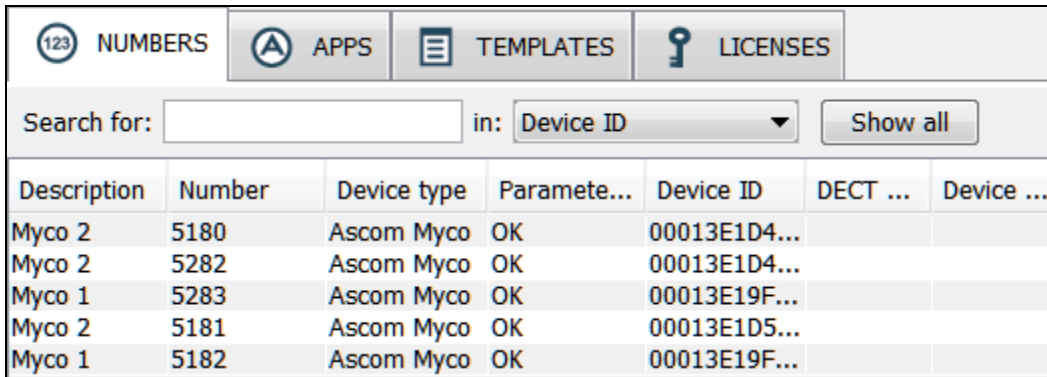 123 NUMBERS A APPS TEMPLATES LICENSES
Search for: in: Device ID Show all
Description Number Device type Paramete... Device ID DECT ... Device ...
Myco 2 5180 Ascom Myco OK 00013E1D4...
Myco 2 5282 Ascom Myco OK 00013E1D4...
Myco 1 5283 Ascom Myco OK 00013E19F...
Myco 2 5181 Ascom Myco OK 00013E1D5...
Myco 1 5182 Ascom Myco OK 00013E19F...